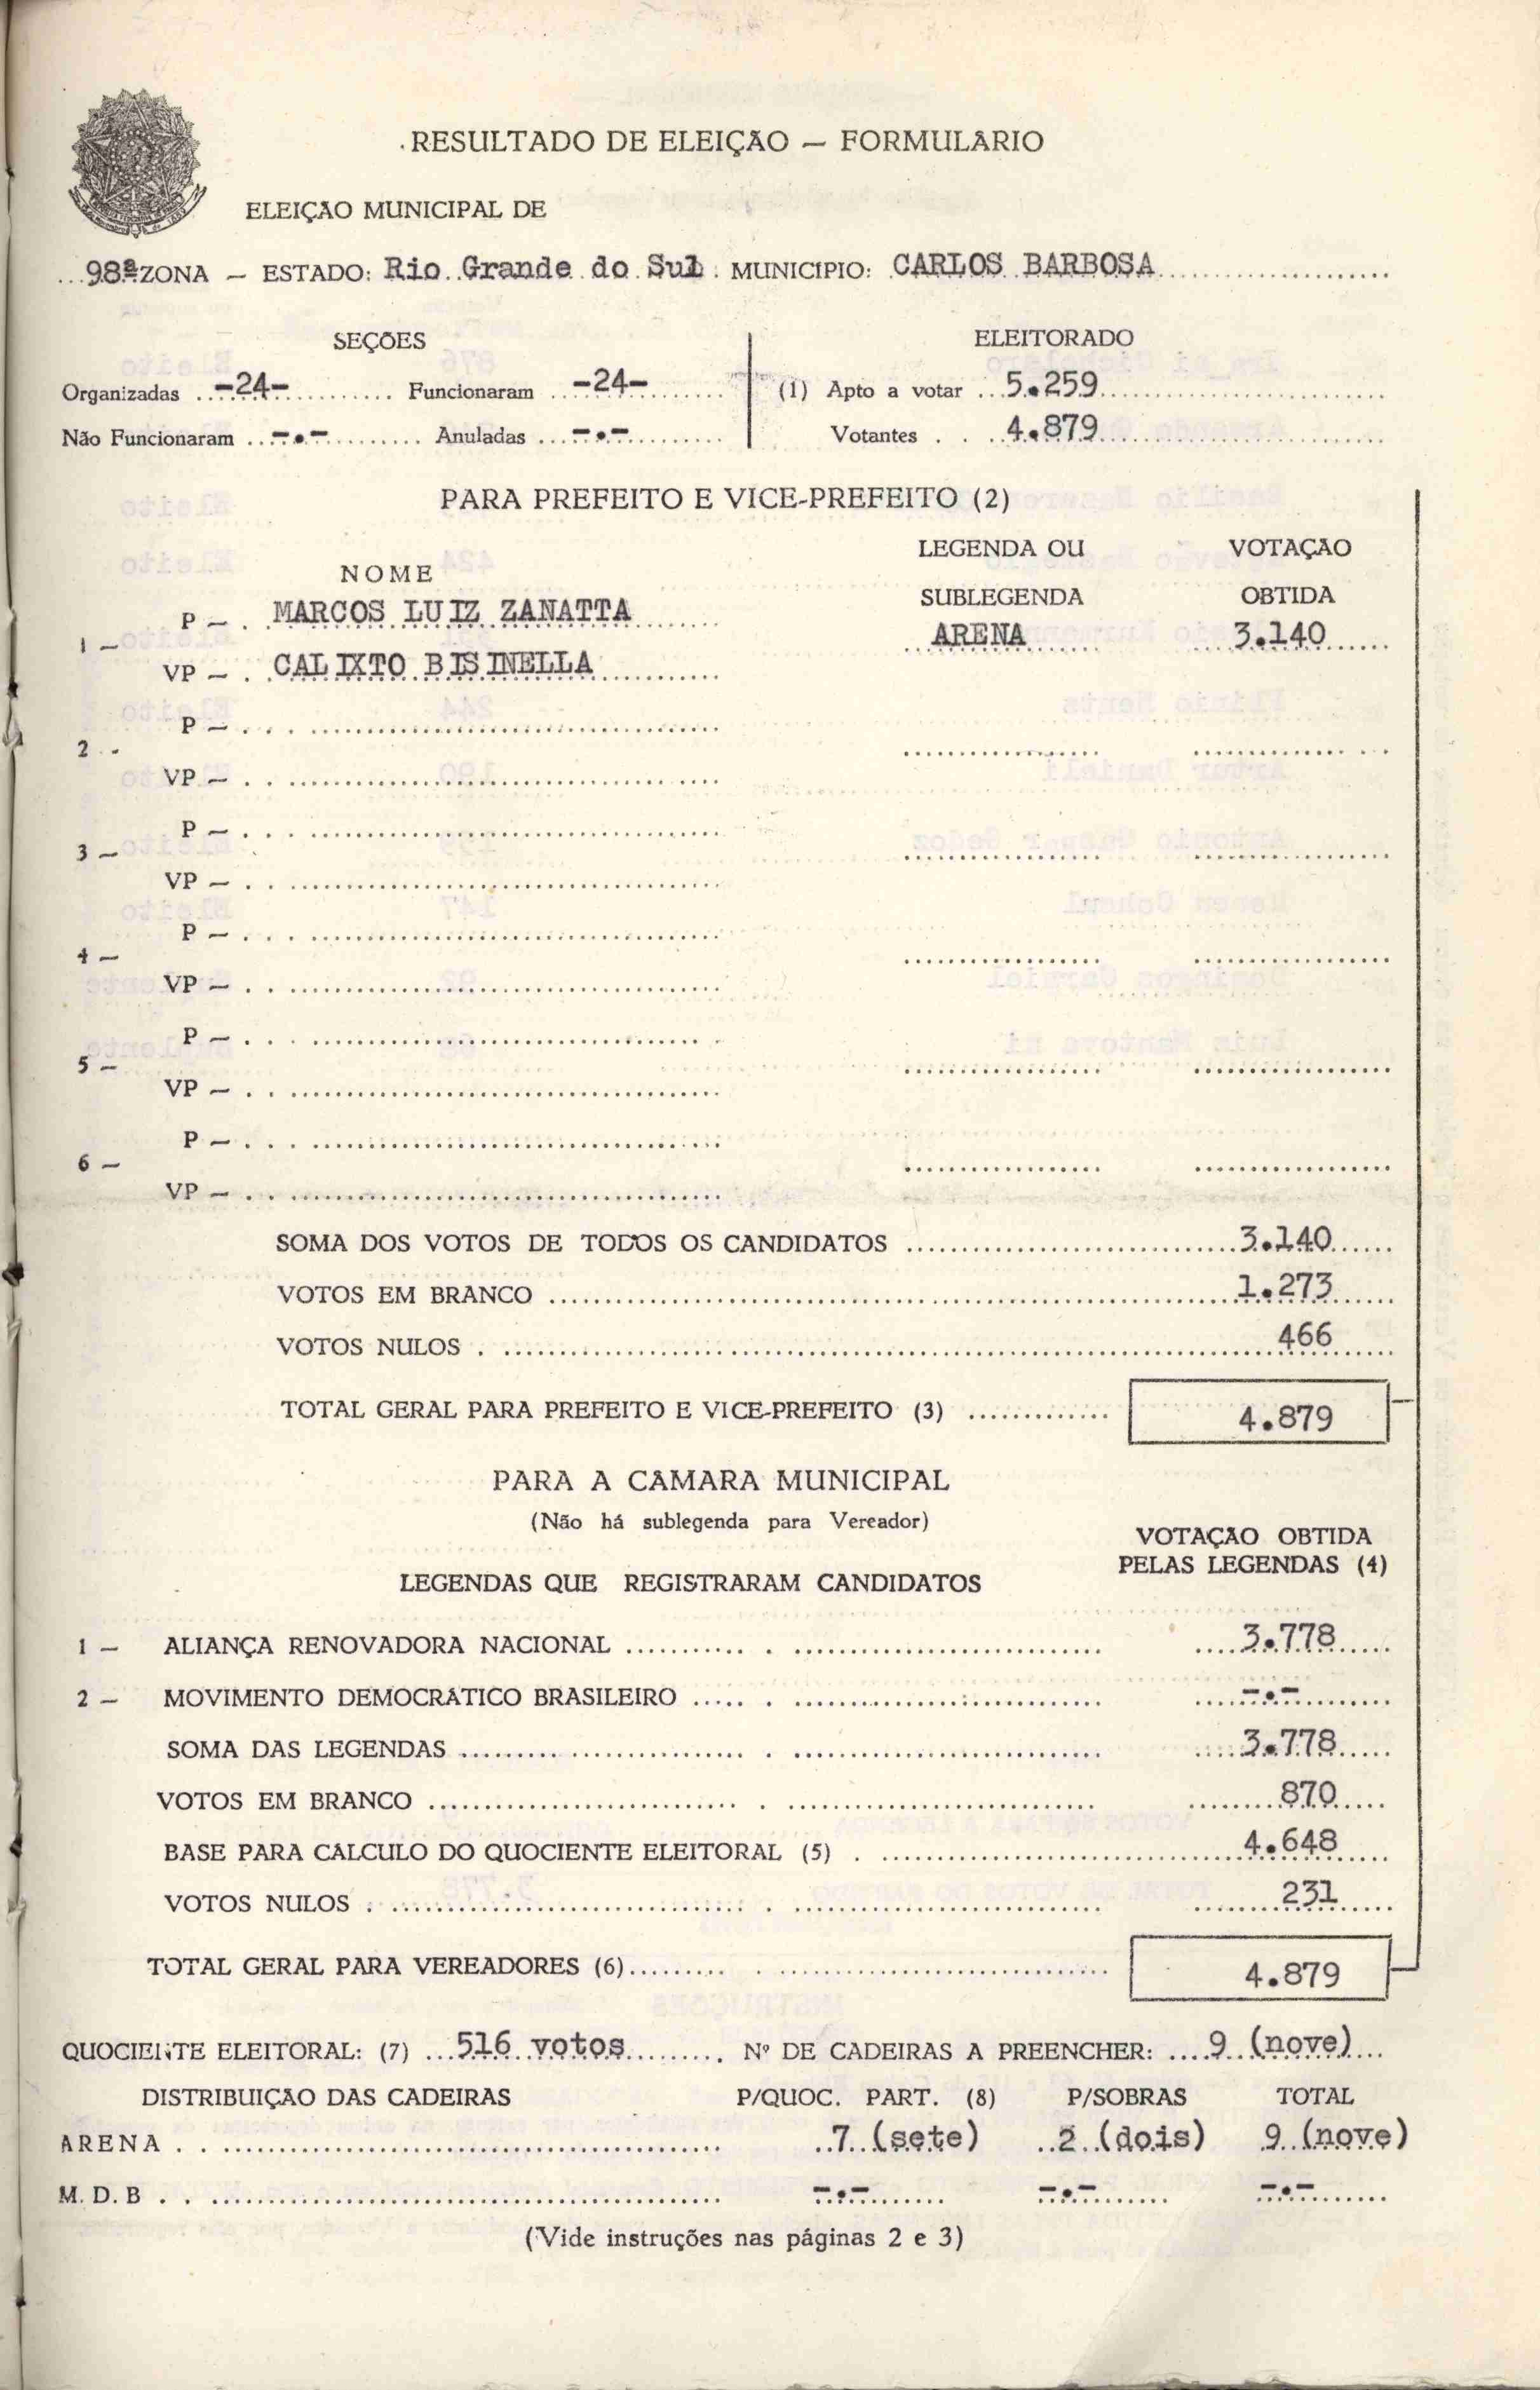 RESULTADO DE ELEIÇÃO — FORMULÁRIO
ELEIÇÃO MUNICIPAL DE
98ª ZONA — ESTADO: Rio Grande do Sul MUNICIPIO: CARLOS BARBOSA
SEÇÕES ELEITORADO
Organizadas -24- Funcionaram -24- (1) Apto a votar 5.259
Não Funcionaram -.- Anuladas -.- Votantes 4.879
PARA PREFEITO E VICE-PREFEITO (2)
LEGENDA OU VOTAÇÃO
NOME
SUBLEGENDA OBTIDA
P — MARCOS LUIZ ZANATTA
1 — ARENA 3.140
VP — CALIXTO BISINELLA
P —
2 -
VP —
P —
3 —
VP —
P —
4 —
VP —
P —
5 —
VP —
P —
6 —
VP —
SOMA DOS VOTOS DE TODOS OS CANDIDATOS 3.140
VOTOS EM BRANCO 1.273
VOTOS NULOS 466
TOTAL GERAL PARA PREFEITO E VICE-PREFEITO (3) 4.879
PARA A CÂMARA MUNICIPAL
(Não há sublegenda para Vereador)
VOTAÇÃO OBTIDA
PELAS LEGENDAS (4)
LEGENDAS QUE REGISTRARAM CANDIDATOS
1 — ALIANÇA RENOVADORA NACIONAL 3.778
2 — MOVIMENTO DEMOCRÁTICO BRASILEIRO -.-
SOMA DAS LEGENDAS 3.778
VOTOS EM BRANCO 870
BASE PARA CÁLCULO DO QUOCIENTE ELEITORAL (5) 4.648
VOTOS NULOS 231
TOTAL GERAL PARA VEREADORES (6) 4.879
QUOCIENTE ELEITORAL: (7) 516 votos Nº DE CADEIRAS A PREENCHER: 9 (nove)
DISTRIBUIÇÃO DAS CADEIRAS P/QUOC. PART. (8) P/SOBRAS TOTAL
ARENA 7 (sete) 2 (dois) 9 (nove)
M.D.B -.- -.- -.-
(Vide instruções nas páginas 2 e 3)